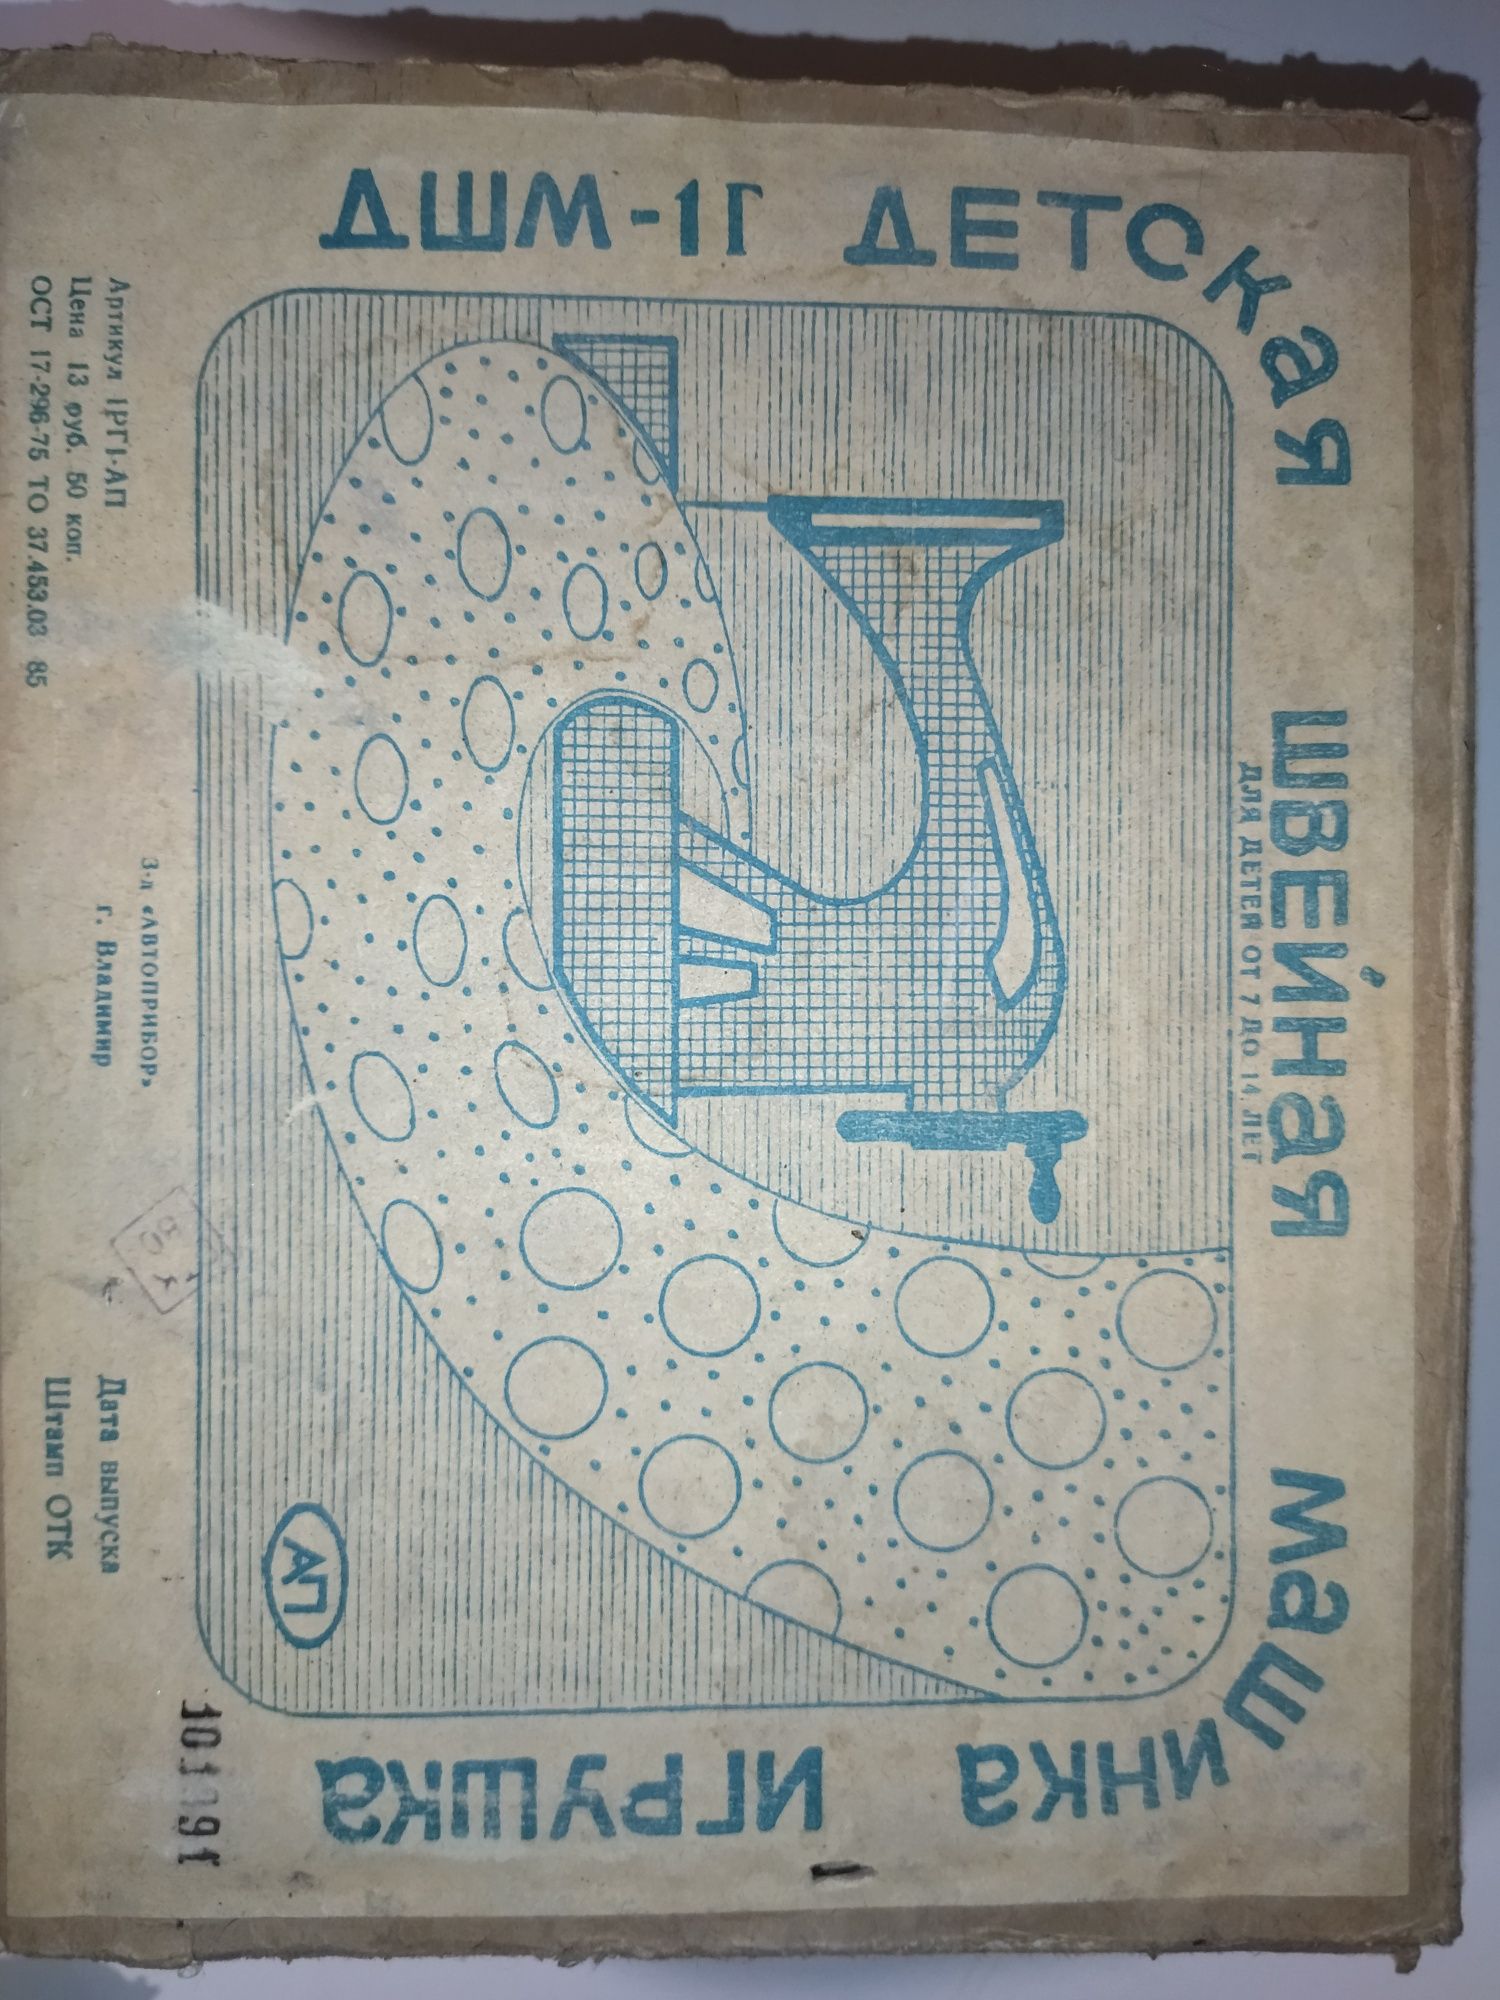 ДШМ-1Г ДЕТСКАЯ ШВЕЙНАЯ МАШИНКА ИГРУШКА
ДЛЯ ДЕТЕЙ ОТ 7 ДО 14 ЛЕТ
АП
Артикул 1РГ1-АП
Цена 13 руб. 50 коп.
ОСТ 17-296-75 ТО 37.453.03 85
З-д «АВТОПРИБОР»
г. Владимир
Дата выпуска
Штамп ОТК